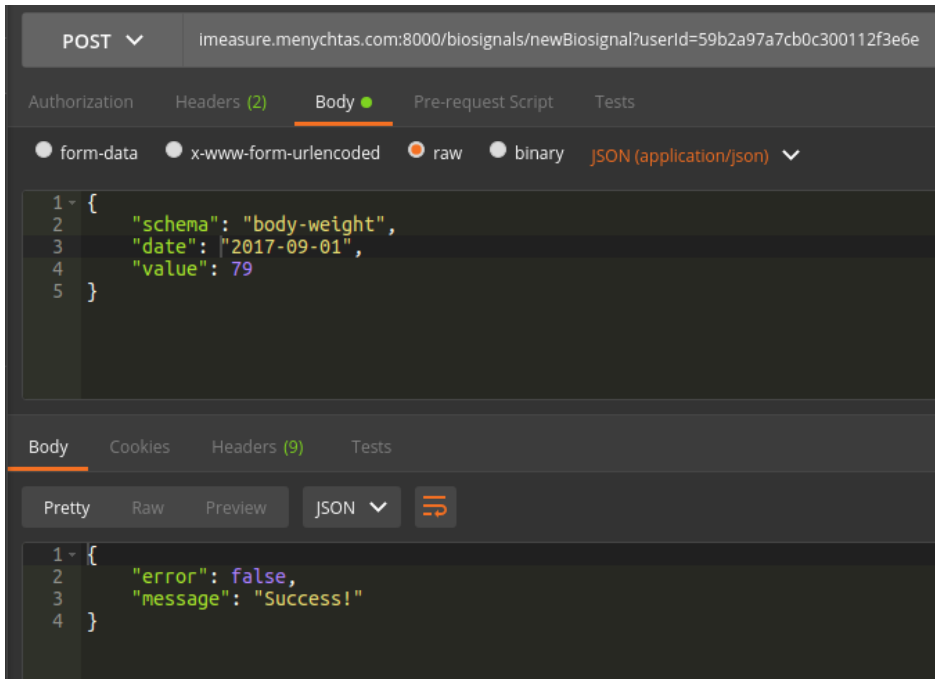 POST imeasure.menychtas.com:8000/biosignals/newBiosignal?userId=59b2a97a7cb0c300112f3e6e
Authorization Headers (2) Body Pre-request Script Tests
form-data x-www-form-urlencoded raw binary JSON (application/json)
1 {
2 "schema": "body-weight",
3 "date": "2017-09-01",
4 "value": 79
5 }
Body Cookies Headers (9) Tests
Pretty Raw Preview JSON
1 {
2 "error": false,
3 "message": "Success!"
4 }